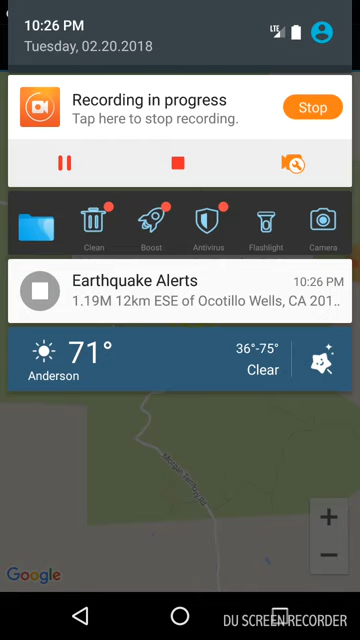 10:26 PM
LTE
Tuesday, 02.20.2018
Recording in progress
Tap here to stop recording.
Stop
Clean
Boost
Antivirus
Flashlight
Camera
Earthquake Alerts
10:26 PM
1.19M 12km ESE of Ocotillo Wells, CA 201..
71°
36°-75°
Anderson
Clear
Google
DU SCREEN RECORDER